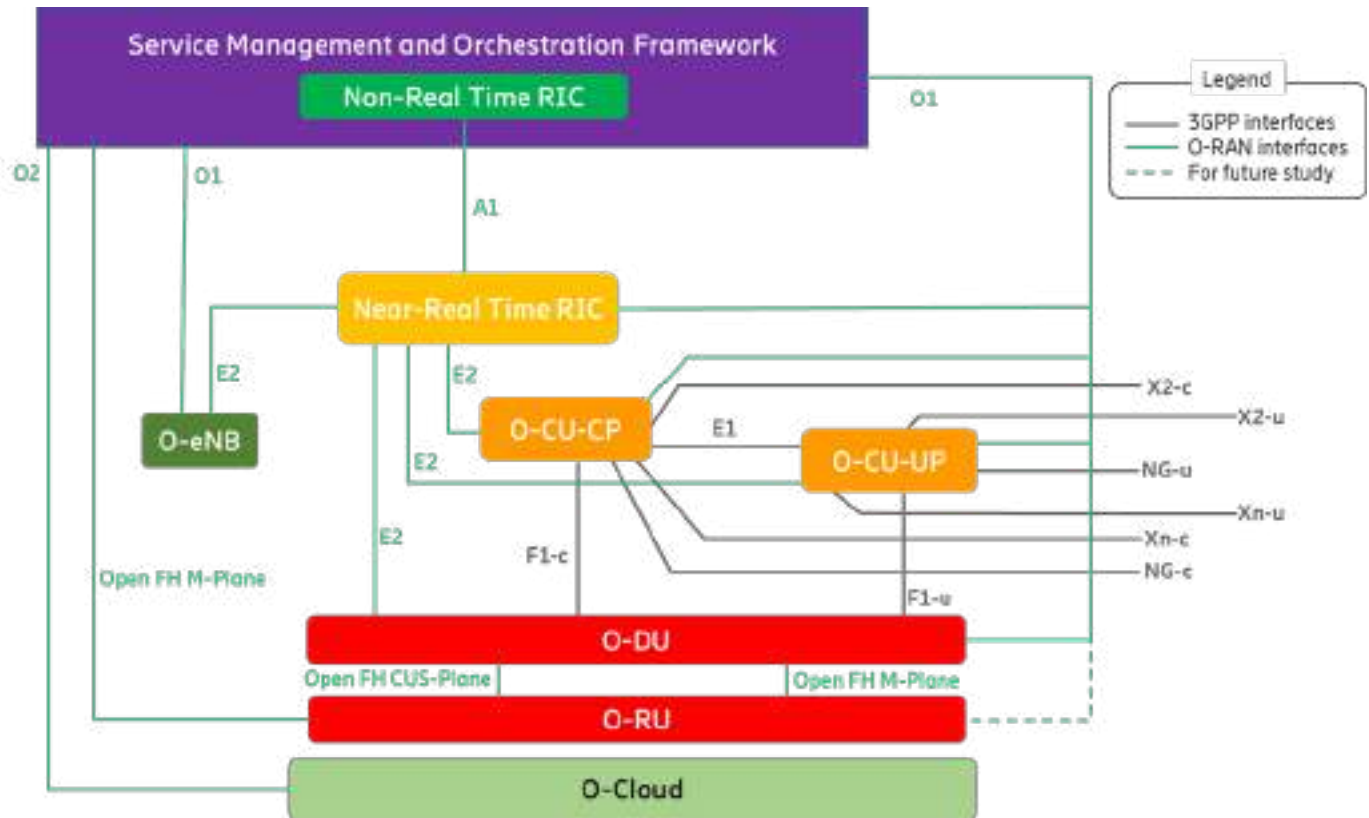 Service Management and Orchestration Framework
Non-Real Time RIC
Legend
3GPP interfaces
O-RAN interfaces
For future study
O1
O2
O1
A1
Near-Real Time RIC
E2
E2
X2-c
O-CU-CP
E1
X2-u
O-eNB
O-CU-UP
E2
NG-u
Xn-u
E2
Xn-c
F1-c
NG-c
Open FH M-Plane
F1-u
O-DU
Open FH CUS-Plane
Open FH M-Plane
O-RU
O-Cloud